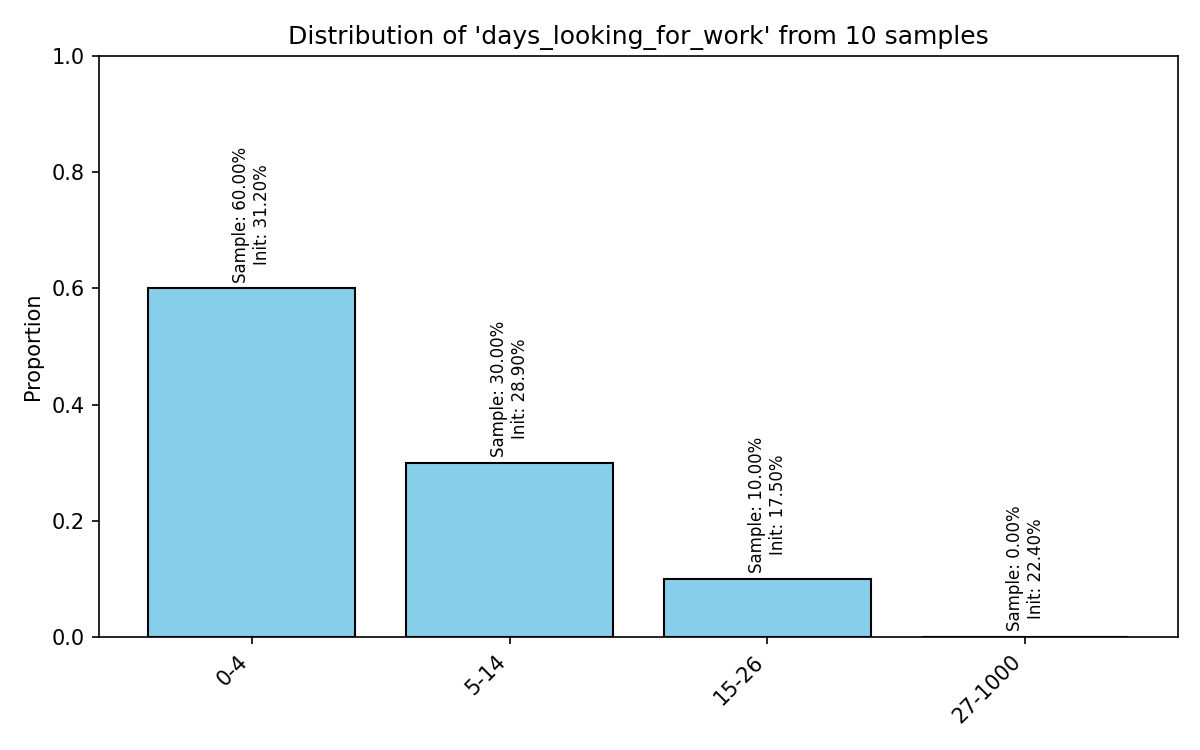 Distribution of 'days_looking_for_work' from 10 samples
Proportion
1.0
0.8
0.6
0.4
0.2
0.0
Sample: 60.00%
Init: 31.20%
Sample: 30.00%
Init: 28.90%
Sample: 10.00%
Init: 17.50%
Sample: 0.00%
Init: 22.40%
0-4
5-14
15-26
27-1000